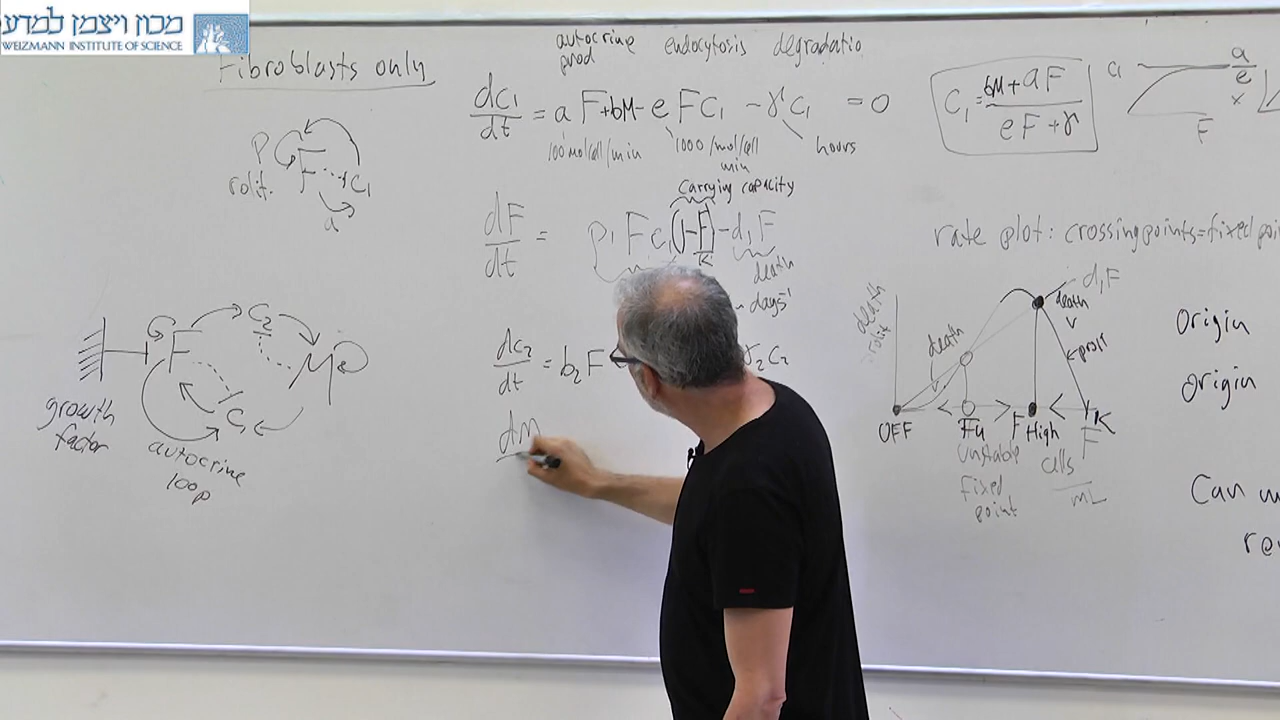 מכון ויצמן למדע
WEIZMANN INSTITUTE OF SCIENCE
Fibroblasts only
P
rolif.
F
C₁
a
autocrine prod
endocytosis
degradatio
dC₁/dt = aF+bM - eFC₁ - γC₁ = 0
100 mol/cell/min
1000/mol/cell
min
hours
Carrying capacity
dF/dt = p₁FC₁(1-F/K) - d₁F
death
~ days⁻¹
dC₂/dt = b₂F
γ₂C₂
dm
growth
factor
F
C₂
M
C₁
autocrine
loop
C₁ = bM+aF / eF+γ
C₁
a/e
F
rate plot: crossing points=fixed poin
death
rolif
death
d₁F
death
prolif
OFF
Fu
F High
K
F
Unstable
fixed
point
cells
mL
Origin
Origin
Can